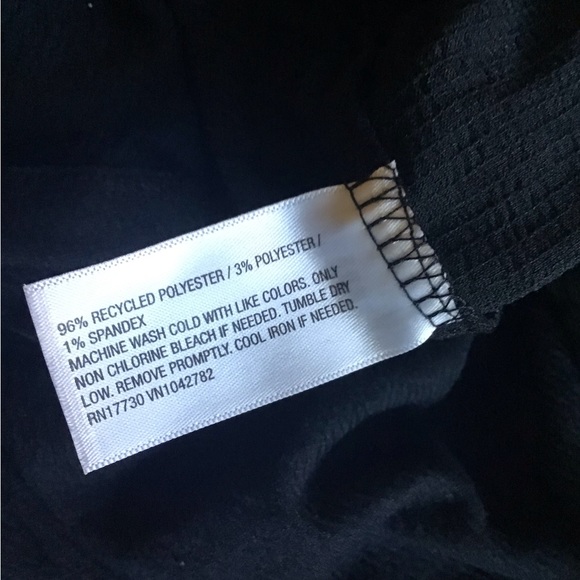 96% RECYCLED POLYESTER / 3% POLYESTER /
1% SPANDEX
MACHINE WASH COLD WITH LIKE COLORS. ONLY
NON CHLORINE BLEACH IF NEEDED. TUMBLE DRY
LOW. REMOVE PROMPTLY. COOL IRON IF NEEDED.
RN17730 VN1042782